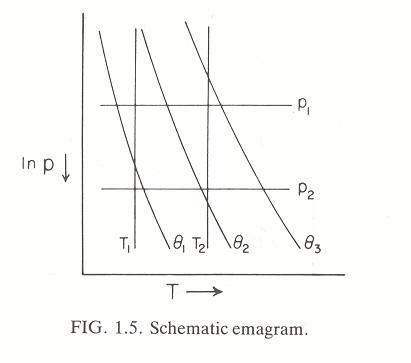 p₁
ln p ↓
p₂
T₁ θ₁ T₂ θ₂ θ₃
T →
FIG. 1.5. Schematic emagram.